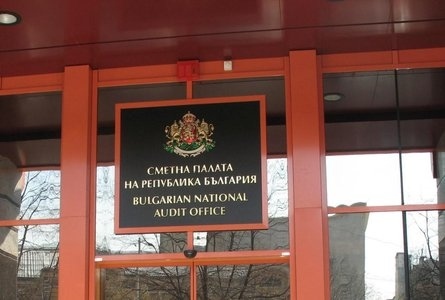 СМЕТНА ПАЛАТА
НА РЕПУБЛИКА БЪЛГАРИЯ
BULGARIAN NATIONAL
AUDIT OFFICE